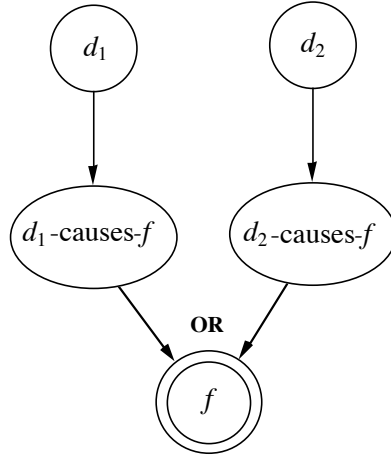 d₁ d₂
d₁-causes-f d₂-causes-f
OR
f